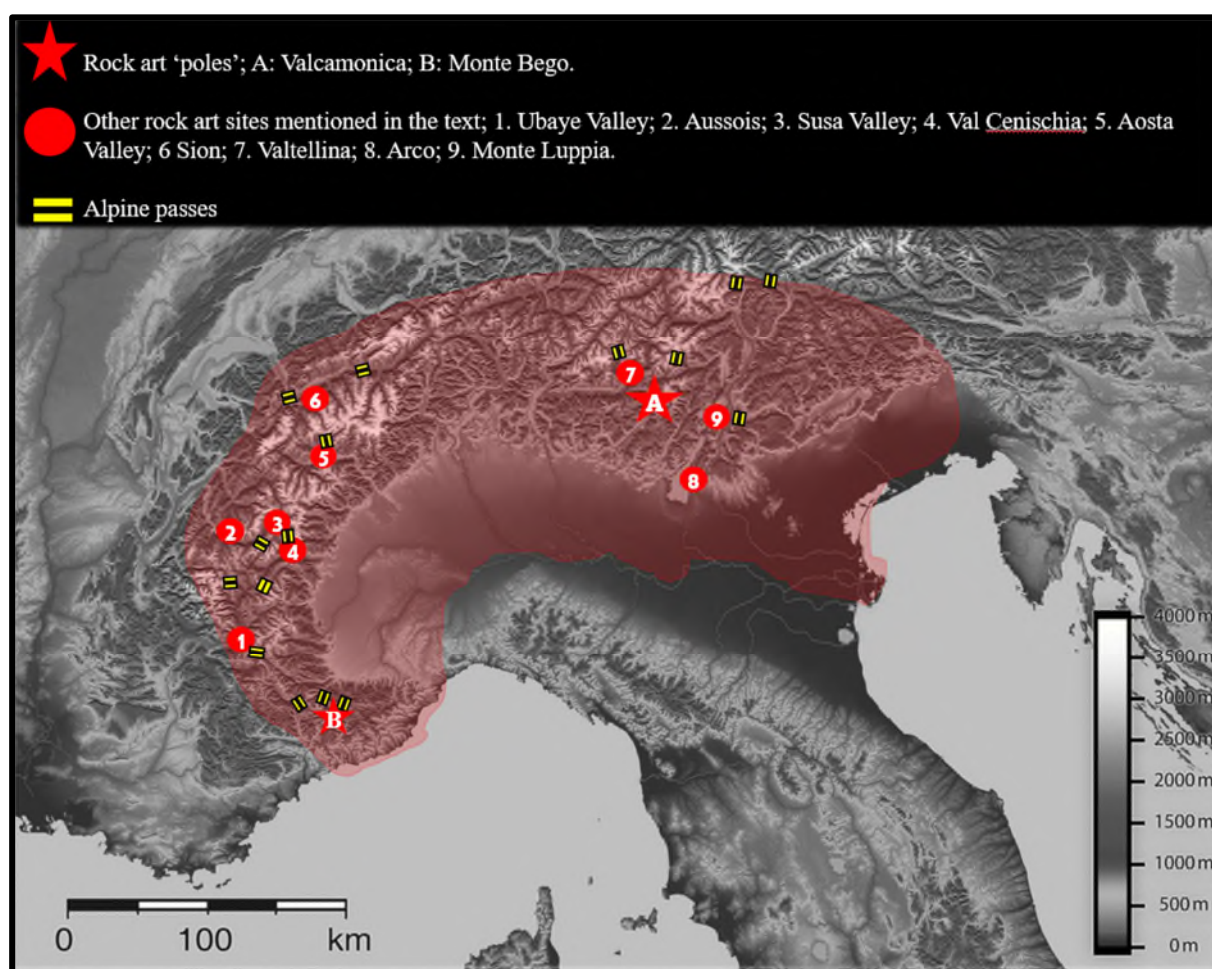 Rock art ‘poles’; A: Valcamonica; B: Monte Bego.
Other rock art sites mentioned in the text; 1. Ubaye Valley; 2. Aussois; 3. Susa Valley; 4. Val Cenischia; 5. Aosta
Valley; 6 Sion; 7. Valtellina; 8. Arco; 9. Monte Luppia.
Alpine passes
7
A
6
9
5
8
3
2
4
1
B
4000 m
3500 m
3000 m
2500 m
2000 m
1500 m
1000 m
500 m
0 m
0 100 km